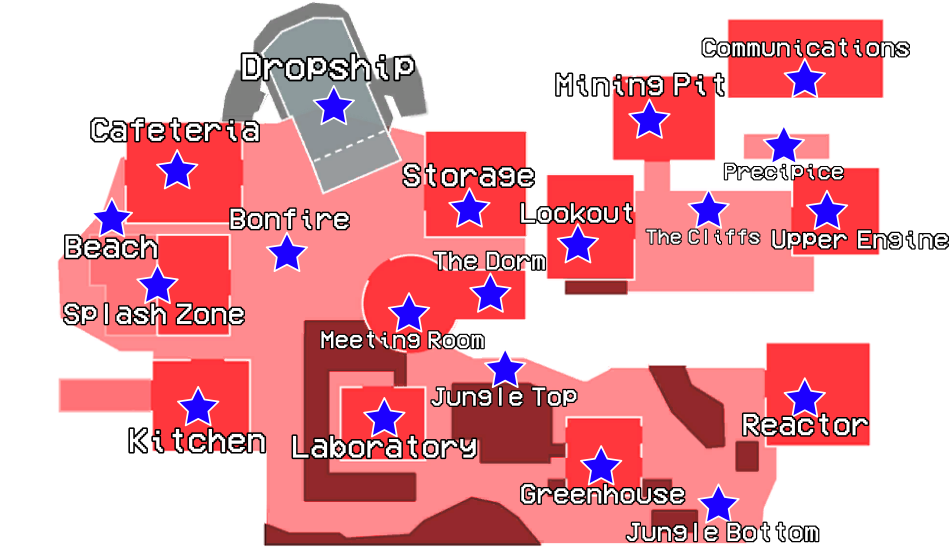 Communications
Dropship
Mining Pit
Cafeteria
Storage
Precipice
Bonfire
Lookout
Beach
The Cliffs
Upper Engine
The Dorm
Splash Zone
Meeting Room
Jungle Top
Kitchen
Laboratory
Reactor
Greenhouse
Jungle Bottom